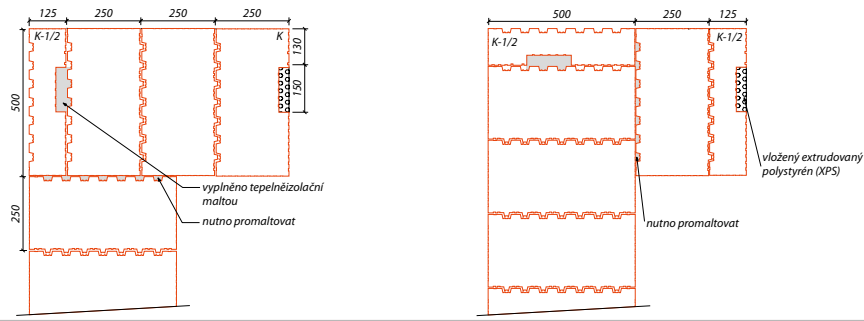 125 250 250 250
K-1/2 K
130
150
500
250
vyplněno tepelněizolační
maltou
nutno promaltovat
500 250 125
K-1/2 K-1/2
vložený extrudovaný
polystyrén (XPS)
nutno promaltovat